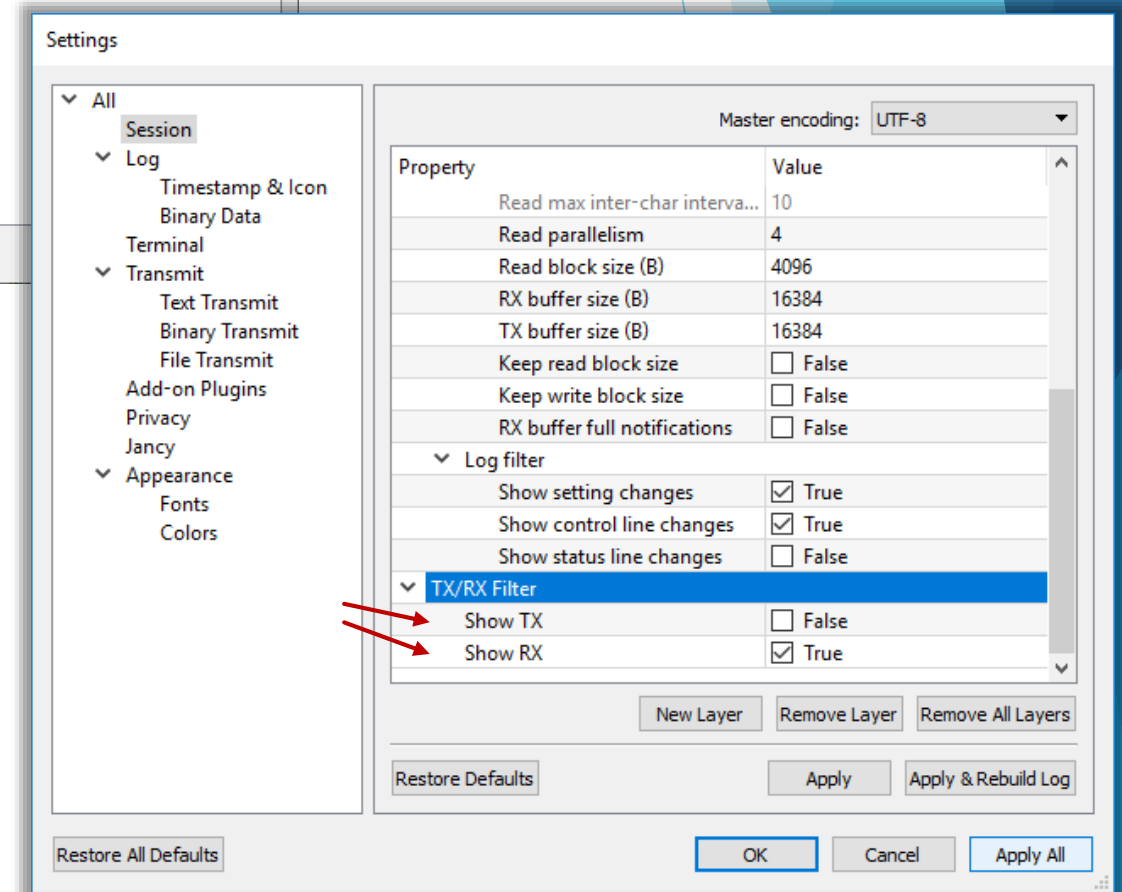 Settings
All
Session
Log
Timestamp & Icon
Binary Data
Terminal
Transmit
Text Transmit
Binary Transmit
File Transmit
Add-on Plugins
Privacy
Jancy
Appearance
Fonts
Colors
Master encoding: UTF-8
Property Value
Read max inter-char interva... 10
Read parallelism 4
Read block size (B) 4096
RX buffer size (B) 16384
TX buffer size (B) 16384
Keep read block size False
Keep write block size False
RX buffer full notifications False
Log filter
Show setting changes True
Show control line changes True
Show status line changes False
TX/RX Filter
Show TX False
Show RX True
New Layer Remove Layer Remove All Layers
Restore Defaults Apply Apply & Rebuild Log
Restore All Defaults OK Cancel Apply All